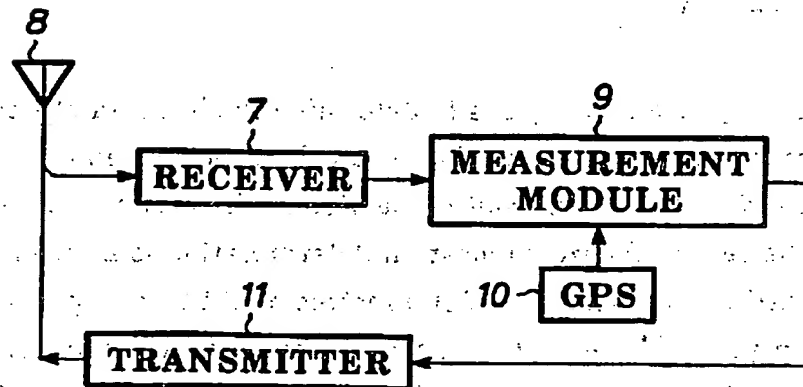 8
7
9
RECEIVER
MEASUREMENT
MODULE
10
GPS
11
TRANSMITTER